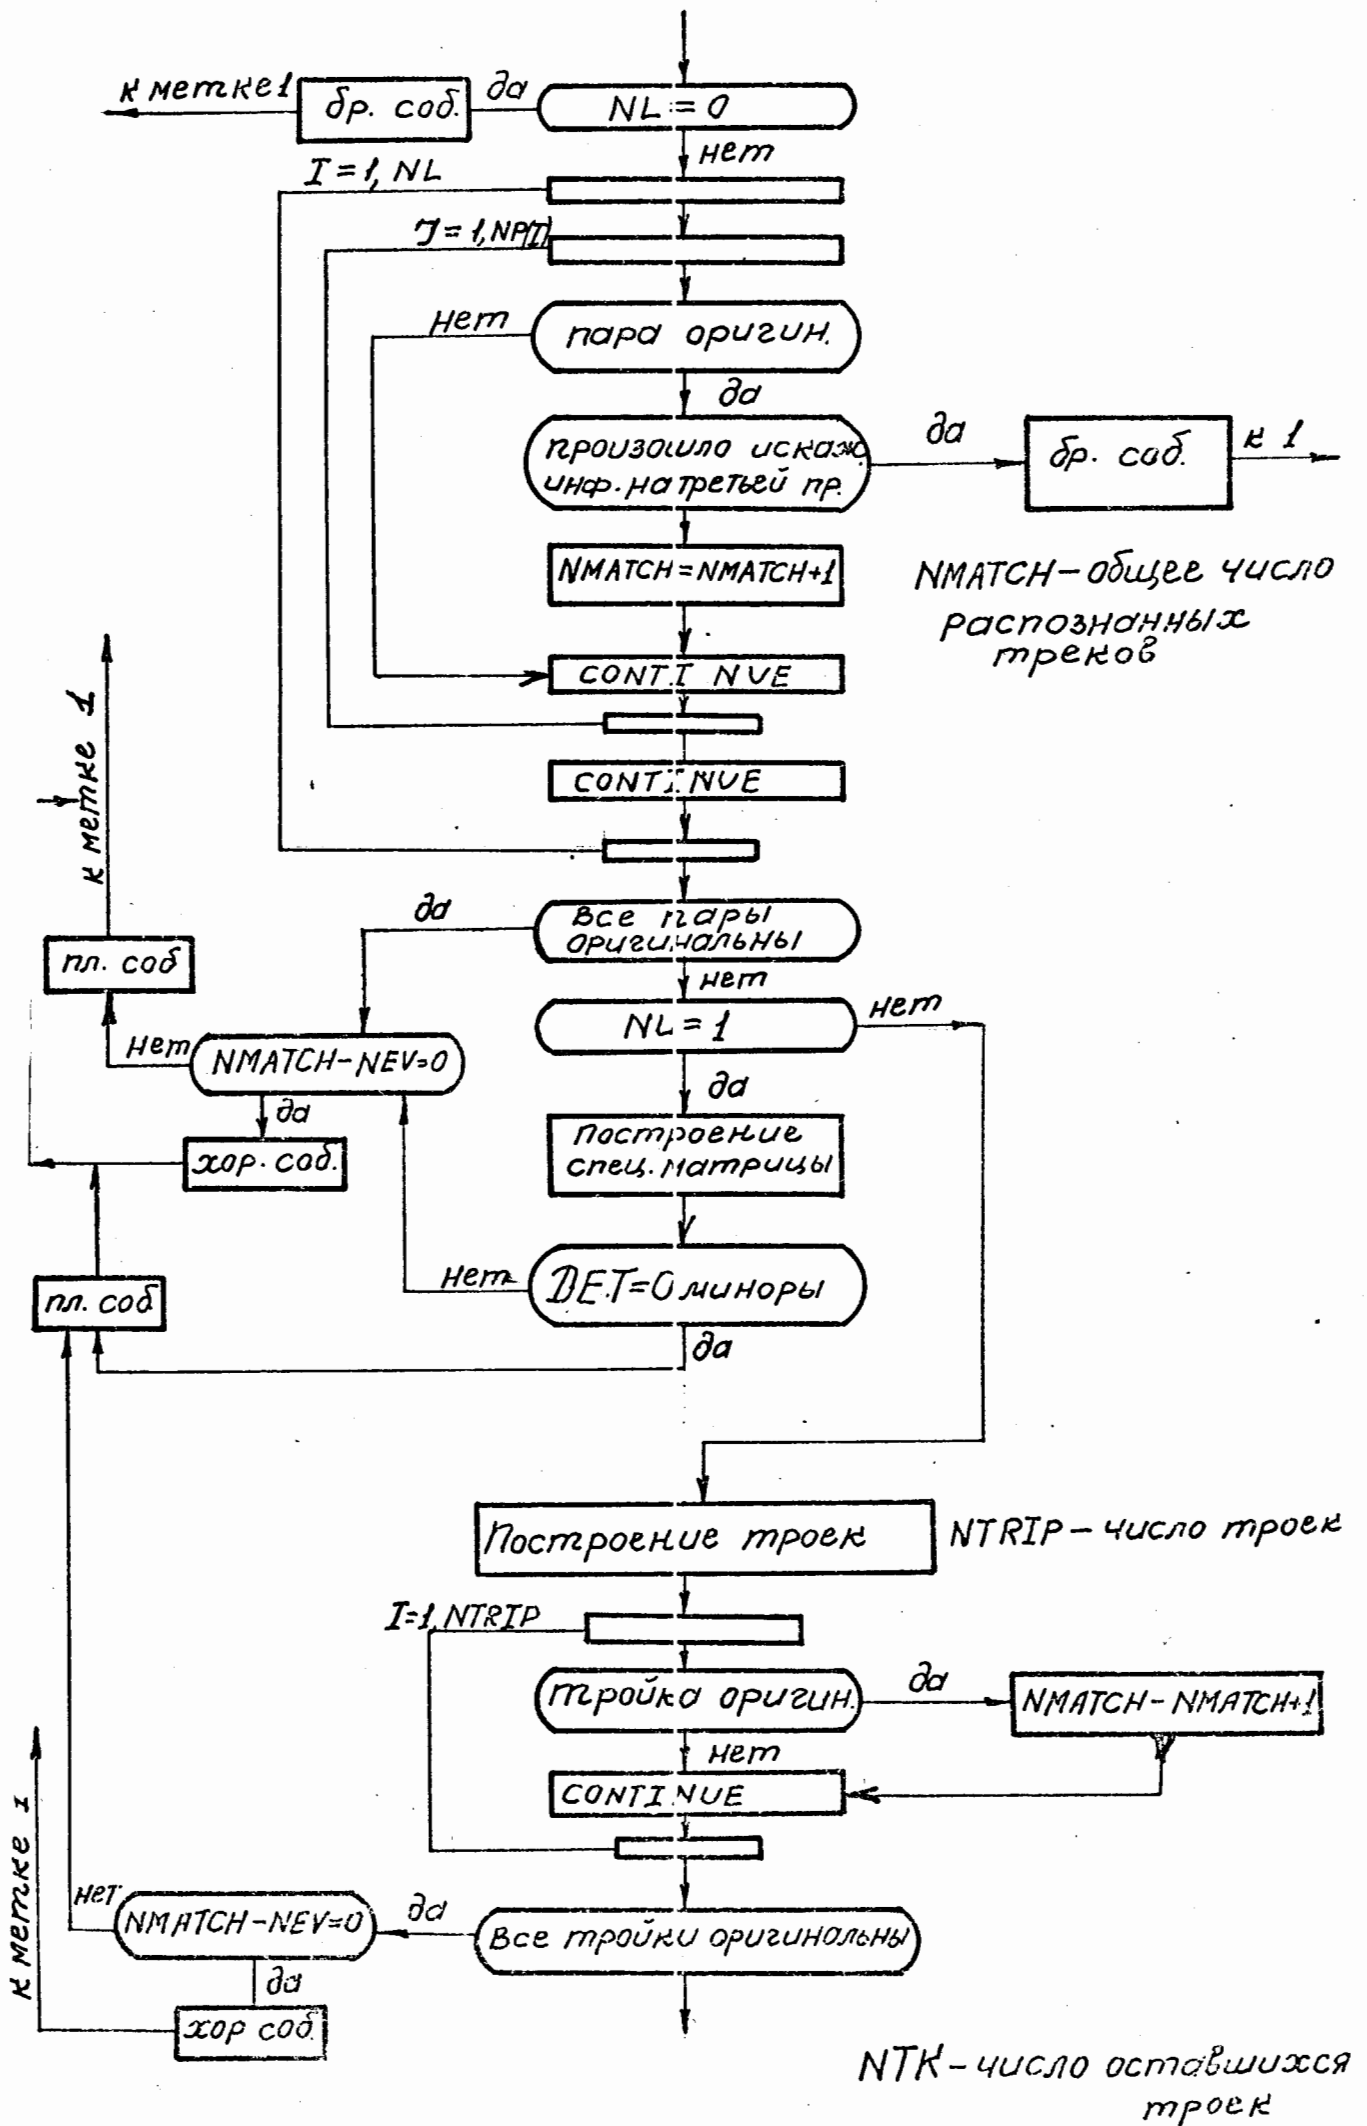 к метке 1
бр. соб.
да
NL = 0
нет
I = 1, NL
J = 1, NP(I)
нет
пара оригин.
да
произошло искаж.
инф. на третьей пр.
да
бр. соб.
к 1
NMATCH = NMATCH+1
NMATCH – общее число
распознанных
треков
CONTINUE
CONTINUE
к метке 1
да
все пары
оригинальны
пл. соб
нет
NL = 1
нет
нет
NMATCH – NEV=0
да
да
хор. соб.
Построение
спец. матрицы
нет
DET=0 миноры
пл. соб
да
Построение троек
NTRIP – число троек
I=1, NTRIP
тройка оригин.
да
NMATCH – NMATCH+1
нет
CONTINUE
к метке 1
нет
NMATCH – NEV=0
да
Все тройки оригинальны
да
хор соб.
NTK – число оставшихся
троек